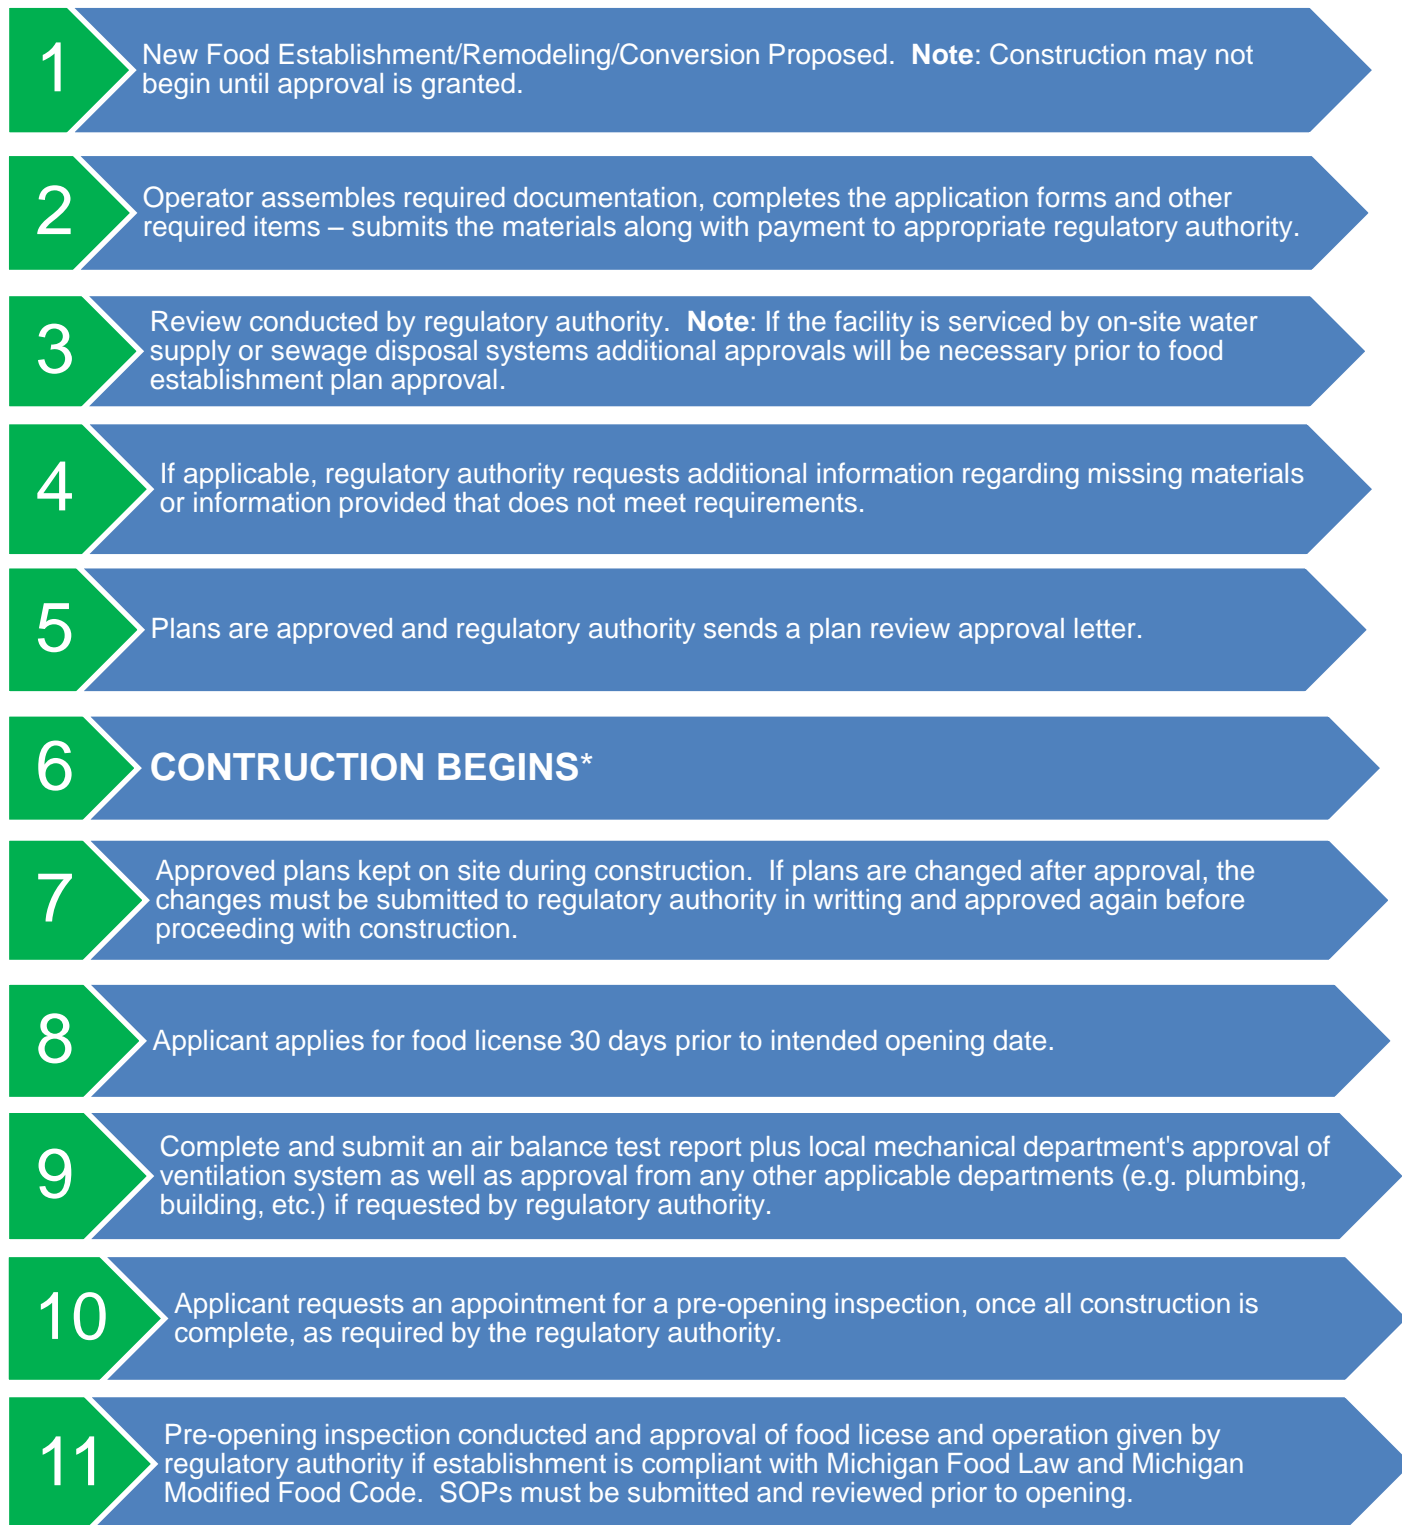 1
New Food Establishment/Remodeling/Conversion Proposed.  Note: Construction may not
begin until approval is granted.
2
Operator assembles required documentation, completes the application forms and other
required items – submits the materials along with payment to appropriate regulatory authority.
3
Review conducted by regulatory authority.  Note: If the facility is serviced by on-site water
supply or sewage disposal systems additional approvals will be necessary prior to food
establishment plan approval.
4
If applicable, regulatory authority requests additional information regarding missing materials
or information provided that does not meet requirements.
5
Plans are approved and regulatory authority sends a plan review approval letter.
6
CONTRUCTION BEGINS*
7
Approved plans kept on site during construction.  If plans are changed after approval, the
changes must be submitted to regulatory authority in writting and approved again before
proceeding with construction.
8
Applicant applies for food license 30 days prior to intended opening date.
9
Complete and submit an air balance test report plus local mechanical department's approval of
ventilation system as well as approval from any other applicable departments (e.g. plumbing,
building, etc.) if requested by regulatory authority.
10
Applicant requests an appointment for a pre-opening inspection, once all construction is
complete, as required by the regulatory authority.
11
Pre-opening inspection conducted and approval of food licese and operation given by
regulatory authority if establishment is compliant with Michigan Food Law and Michigan
Modified Food Code.  SOPs must be submitted and reviewed prior to opening.